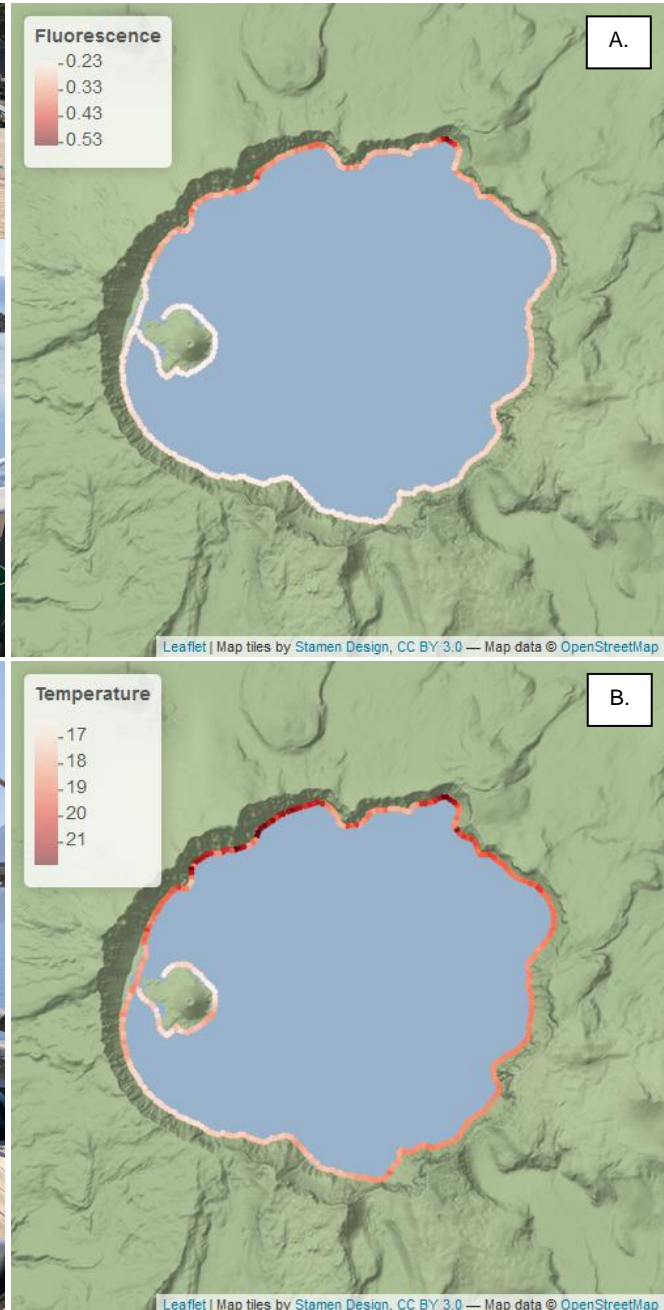 Fluorescence
0.23
0.33
0.43
0.53
A.
Leaflet | Map tiles by Stamen Design, CC BY 3.0 — Map data © OpenStreetMap
Temperature
17
18
19
20
21
B.
Leaflet | Map tiles by Stamen Design, CC BY 3.0 — Map data © OpenStreetMap